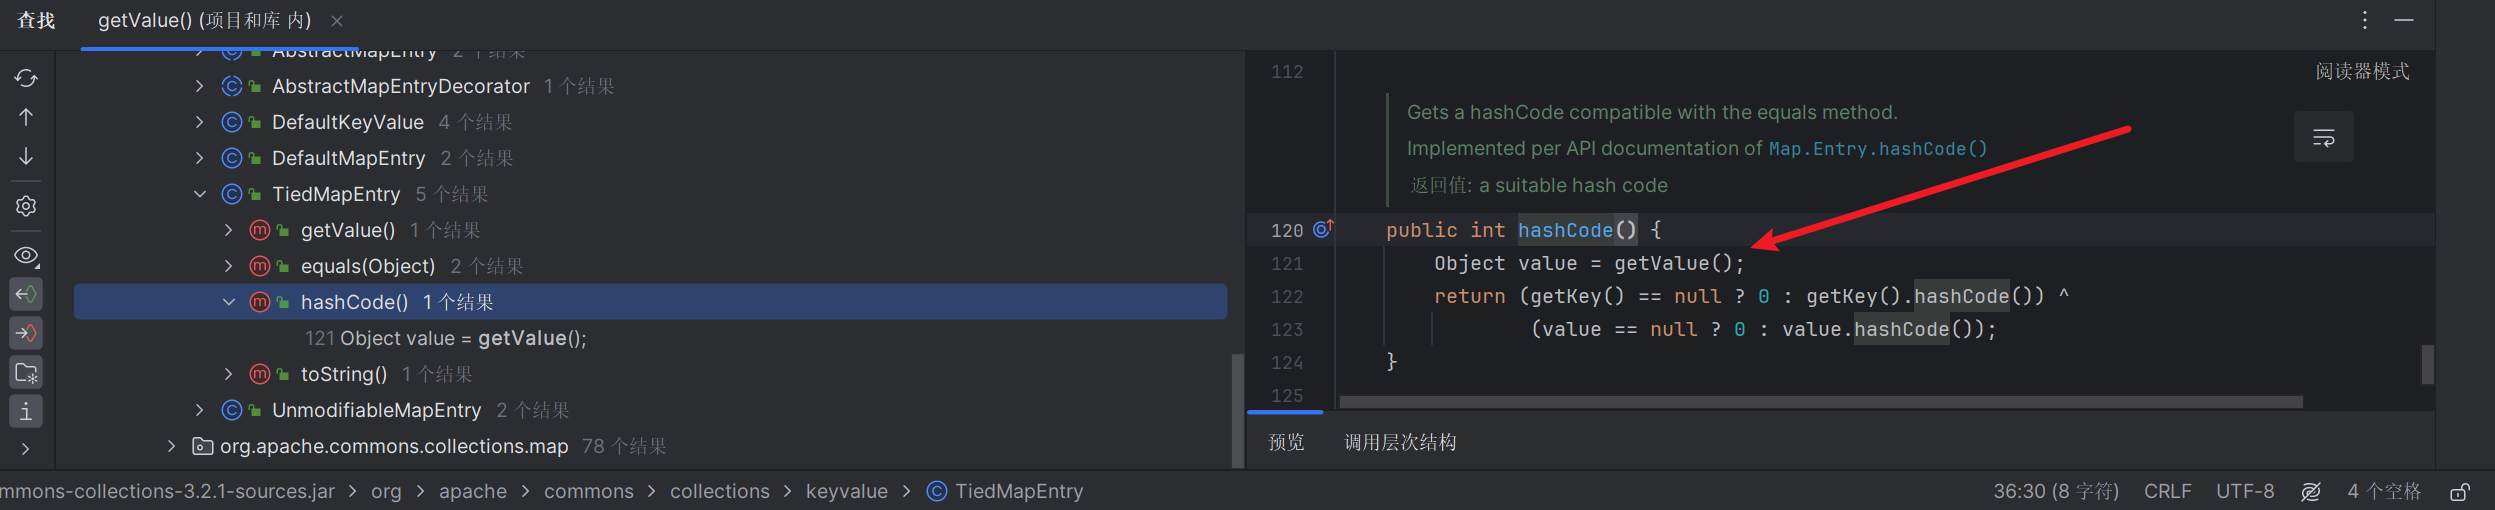 查找 getValue() (项目和库 内)
AbstractMapEntry 2 个结果
AbstractMapEntryDecorator 1 个结果
DefaultKeyValue 4 个结果
DefaultMapEntry 2 个结果
TiedMapEntry 5 个结果
getValue() 1 个结果
equals(Object) 2 个结果
hashCode() 1 个结果
121 Object value = getValue();
toString() 1 个结果
UnmodifiableMapEntry 2 个结果
org.apache.commons.collections.map 78 个结果
112
阅读器模式
Gets a hashCode compatible with the equals method.
Implemented per API documentation of Map.Entry.hashCode()
返回值: a suitable hash code
120 public int hashCode() {
121 Object value = getValue();
122 return (getKey() == null ? 0 : getKey().hashCode()) ^
123 (value == null ? 0 : value.hashCode());
124 }
125
预览 调用层次结构
mmons-collections-3.2.1-sources.jar > org > apache > commons > collections > keyvalue > TiedMapEntry
36:30 (8 字符) CRLF UTF-8 4 个空格